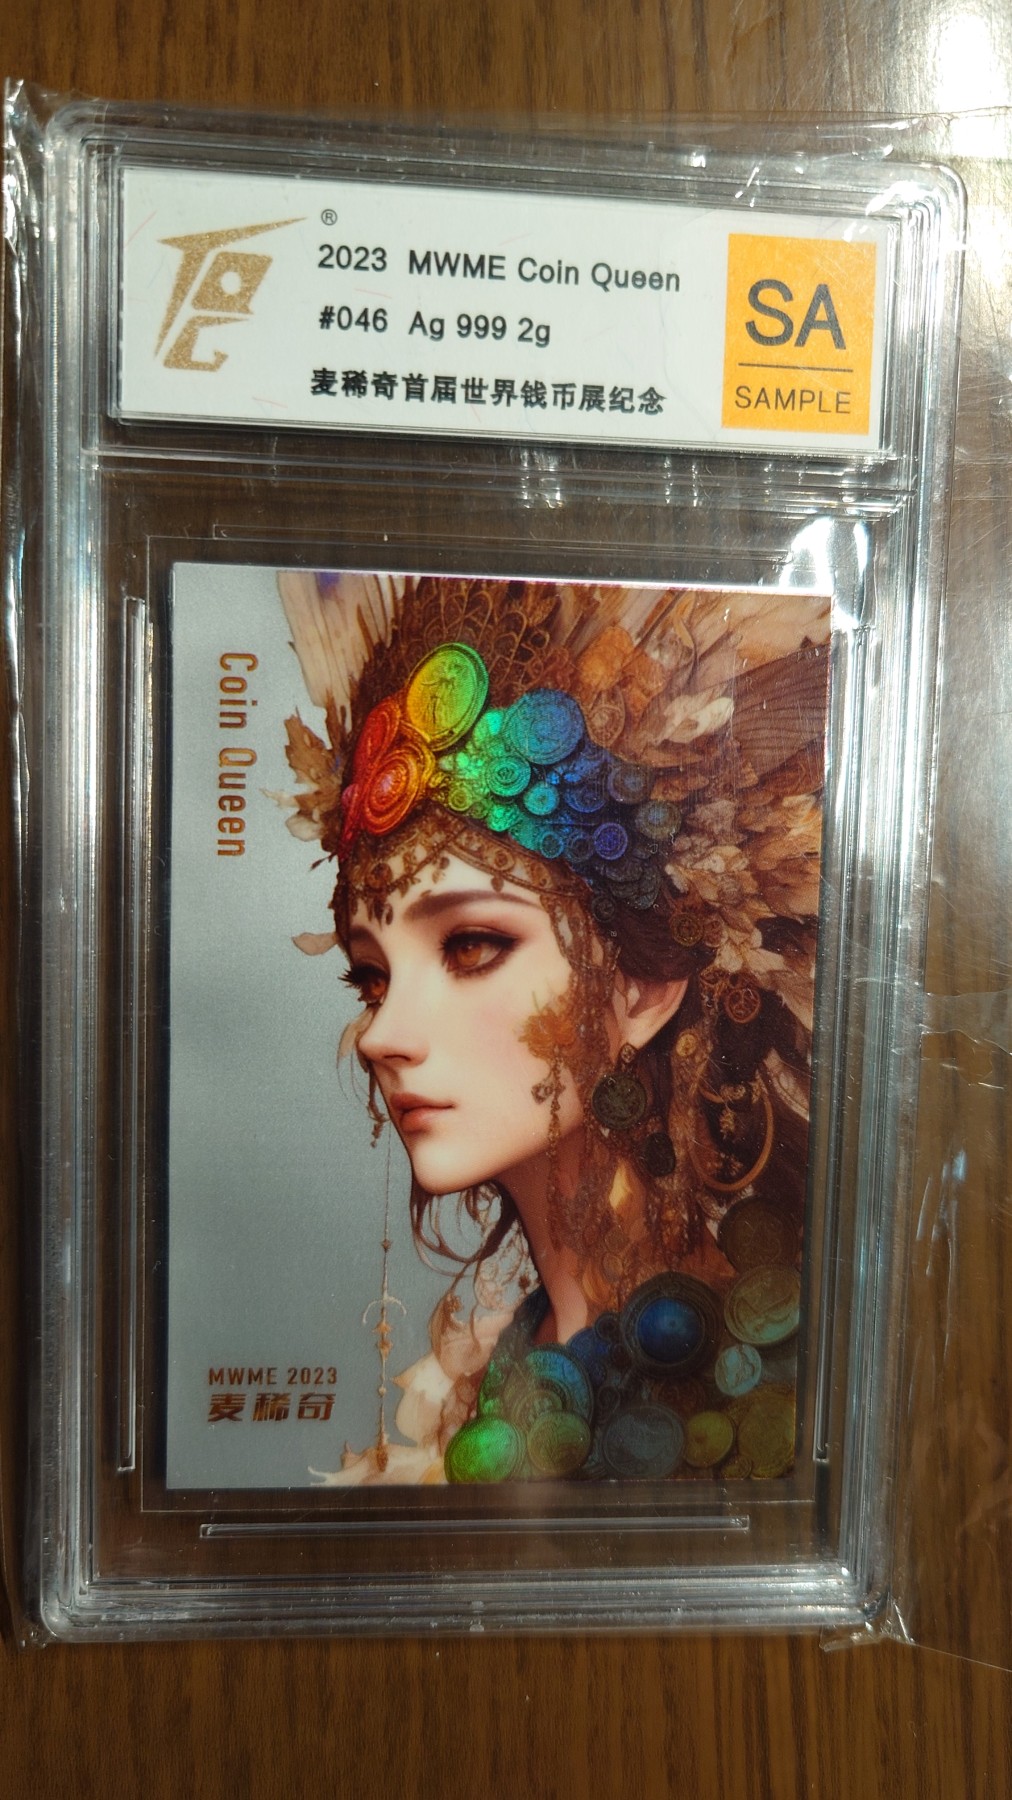 ®
2023 MWME Coin Queen
#046 Ag 999 2g
麦稀奇首届世界钱币展纪念
SA
SAMPLE
Coin Queen
MWME 2023
麦稀奇